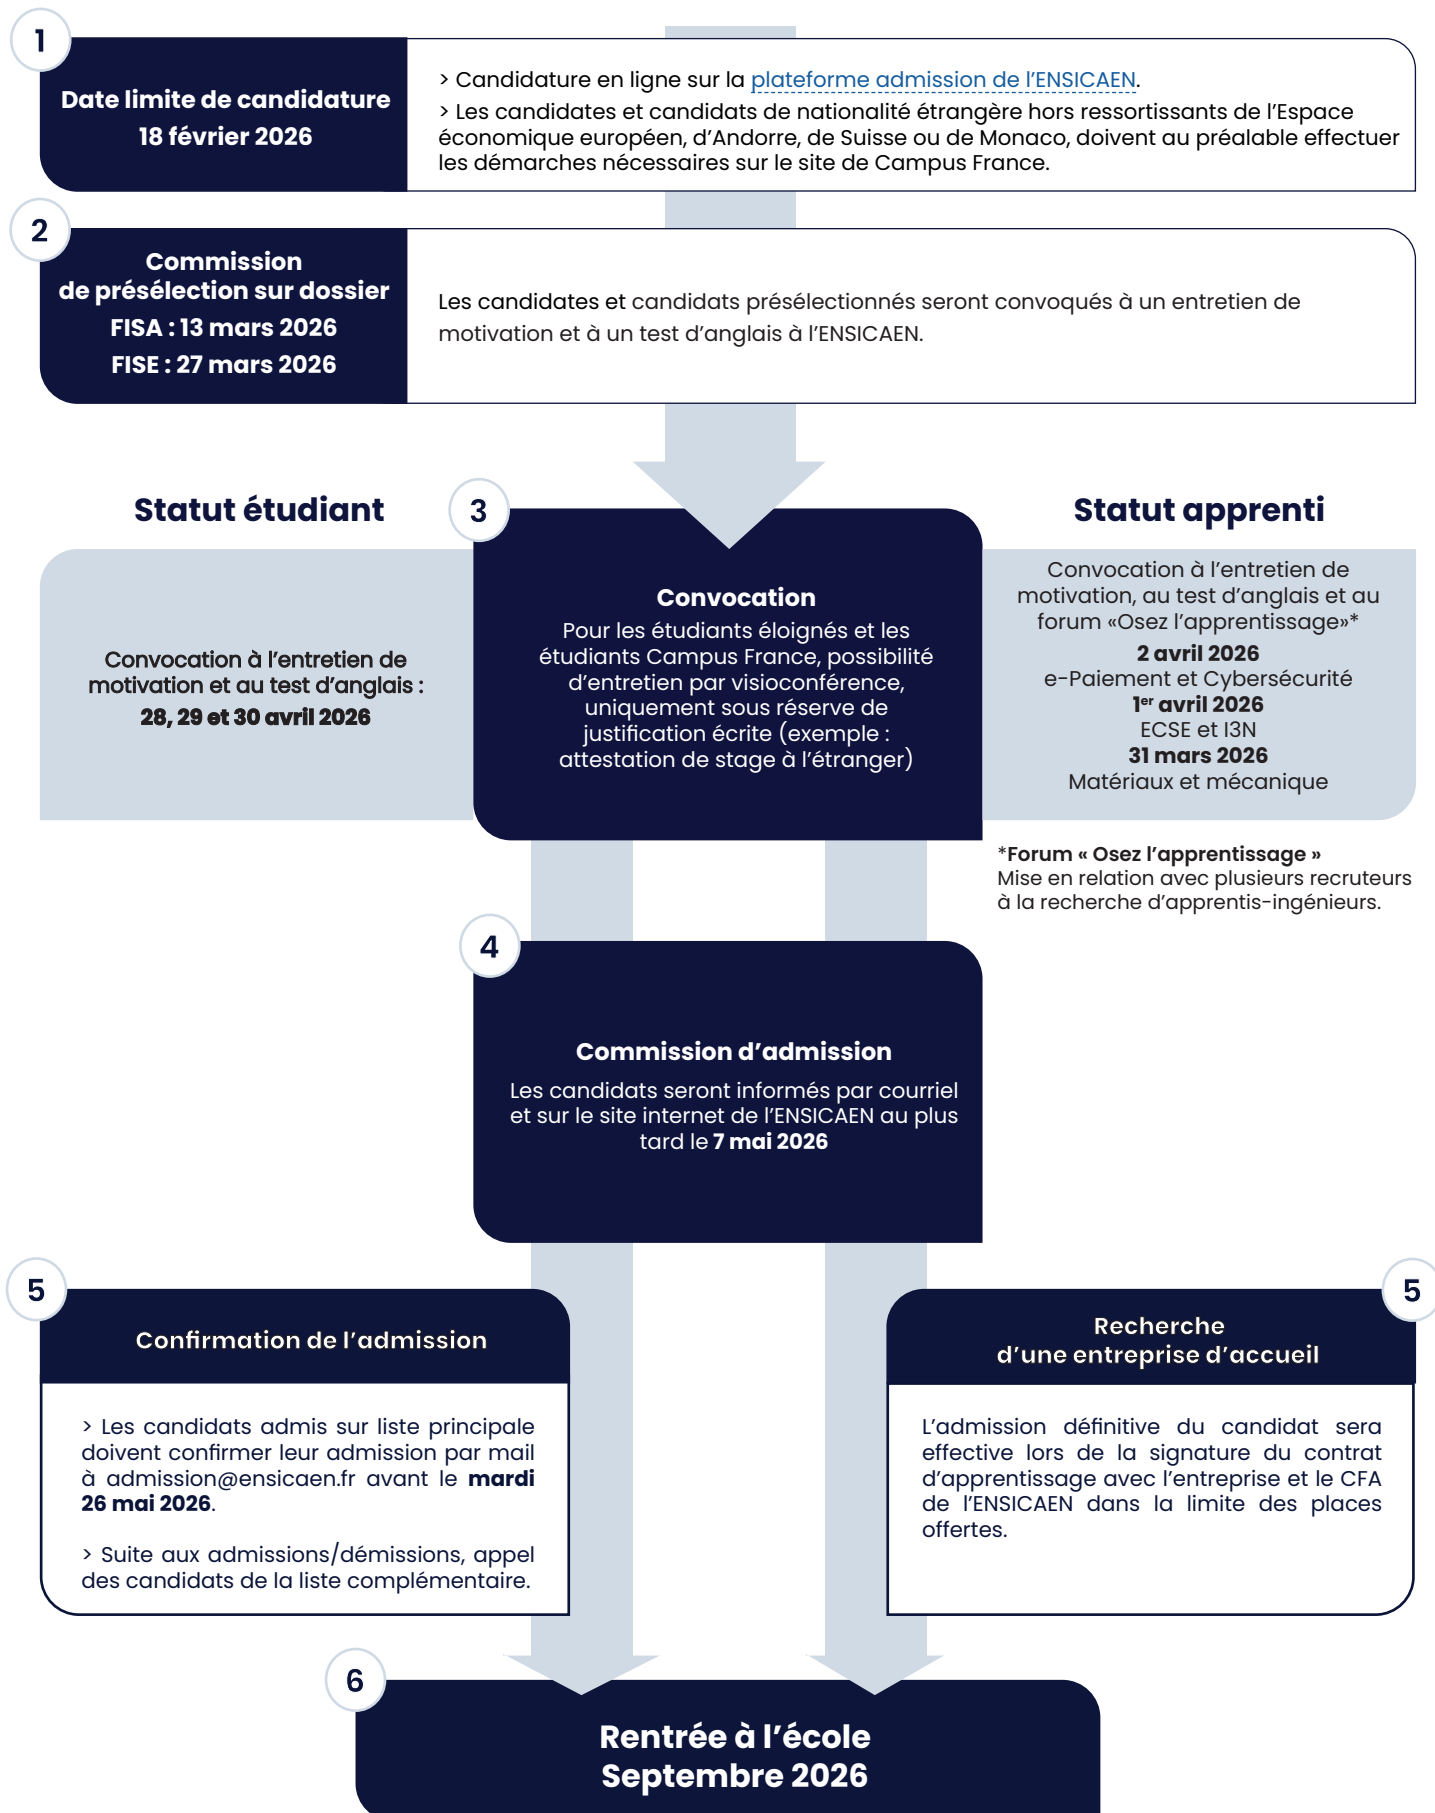 1
Date limite de candidature
18 février 2026
> Candidature en ligne sur la plateforme admission de l’ENSICAEN.
> Les candidates et candidats de nationalité étrangère hors ressortissants de l’Espace
économique européen, d’Andorre, de Suisse ou de Monaco, doivent au préalable effectuer
les démarches nécessaires sur le site de Campus France.
2
Commission
de présélection sur dossier
FISA : 13 mars 2026
FISE : 27 mars 2026
Les candidates et candidats présélectionnés seront convoqués à un entretien de
motivation et à un test d’anglais à l’ENSICAEN.
Statut étudiant
Convocation à l’entretien de
motivation et au test d’anglais :
28, 29 et 30 avril 2026
3
Convocation
Pour les étudiants éloignés et les
étudiants Campus France, possibilité
d’entretien par visioconférence,
uniquement sous réserve de
justification écrite (exemple :
attestation de stage à l’étranger)
Statut apprenti
Convocation à l’entretien de
motivation, au test d’anglais et au
forum «Osez l’apprentissage»*
2 avril 2026
e-Paiement et Cybersécurité
1er avril 2026
ECSE et I3N
31 mars 2026
Matériaux et mécanique
*Forum « Osez l’apprentissage »
Mise en relation avec plusieurs recruteurs
à la recherche d’apprentis-ingénieurs.
4
Commission d’admission
Les candidats seront informés par courriel
et sur le site internet de l’ENSICAEN au plus
tard le 7 mai 2026
5
Confirmation de l’admission
> Les candidats admis sur liste principale
doivent confirmer leur admission par mail
à admission@ensicaen.fr avant le mardi
26 mai 2026.
> Suite aux admissions/démissions, appel
des candidats de la liste complémentaire.
5
Recherche
d’une entreprise d’accueil
L’admission définitive du candidat sera
effective lors de la signature du contrat
d’apprentissage avec l’entreprise et le CFA
de l’ENSICAEN dans la limite des places
offertes.
6
Rentrée à l’école
Septembre 2026